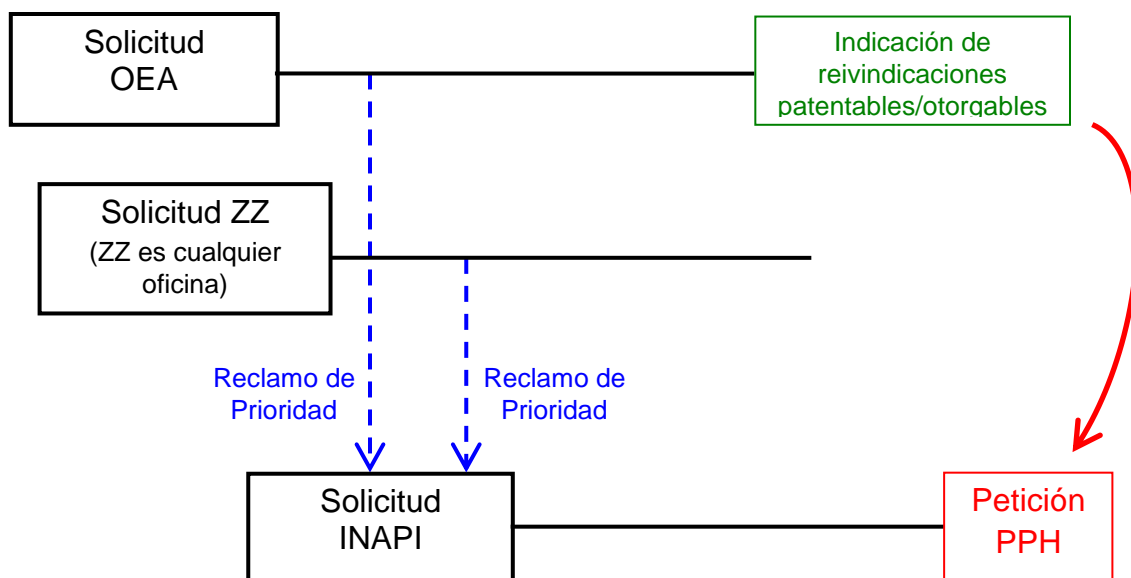 Solicitud
OEA
Indicación de
reivindicaciones
patentables/otorgables
Solicitud ZZ
(ZZ es cualquier
oficina)
Reclamo de
Prioridad
Reclamo de
Prioridad
Solicitud
INAPI
Petición
PPH